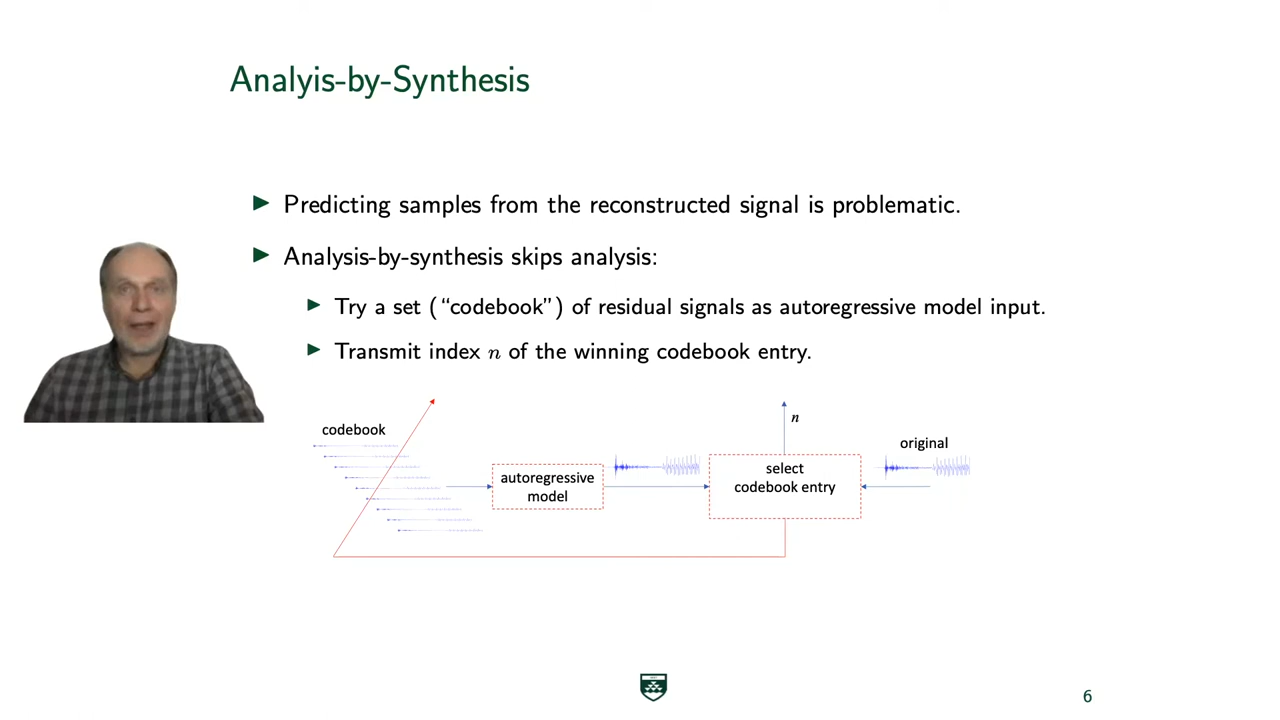 Analyis-by-Synthesis
▶ Predicting samples from the reconstructed signal is problematic.
▶ Analysis-by-synthesis skips analysis:
▶ Try a set (“codebook”) of residual signals as autoregressive model input.
▶ Transmit index n of the winning codebook entry.
codebook
autoregressive
model
n
select
codebook entry
original
6